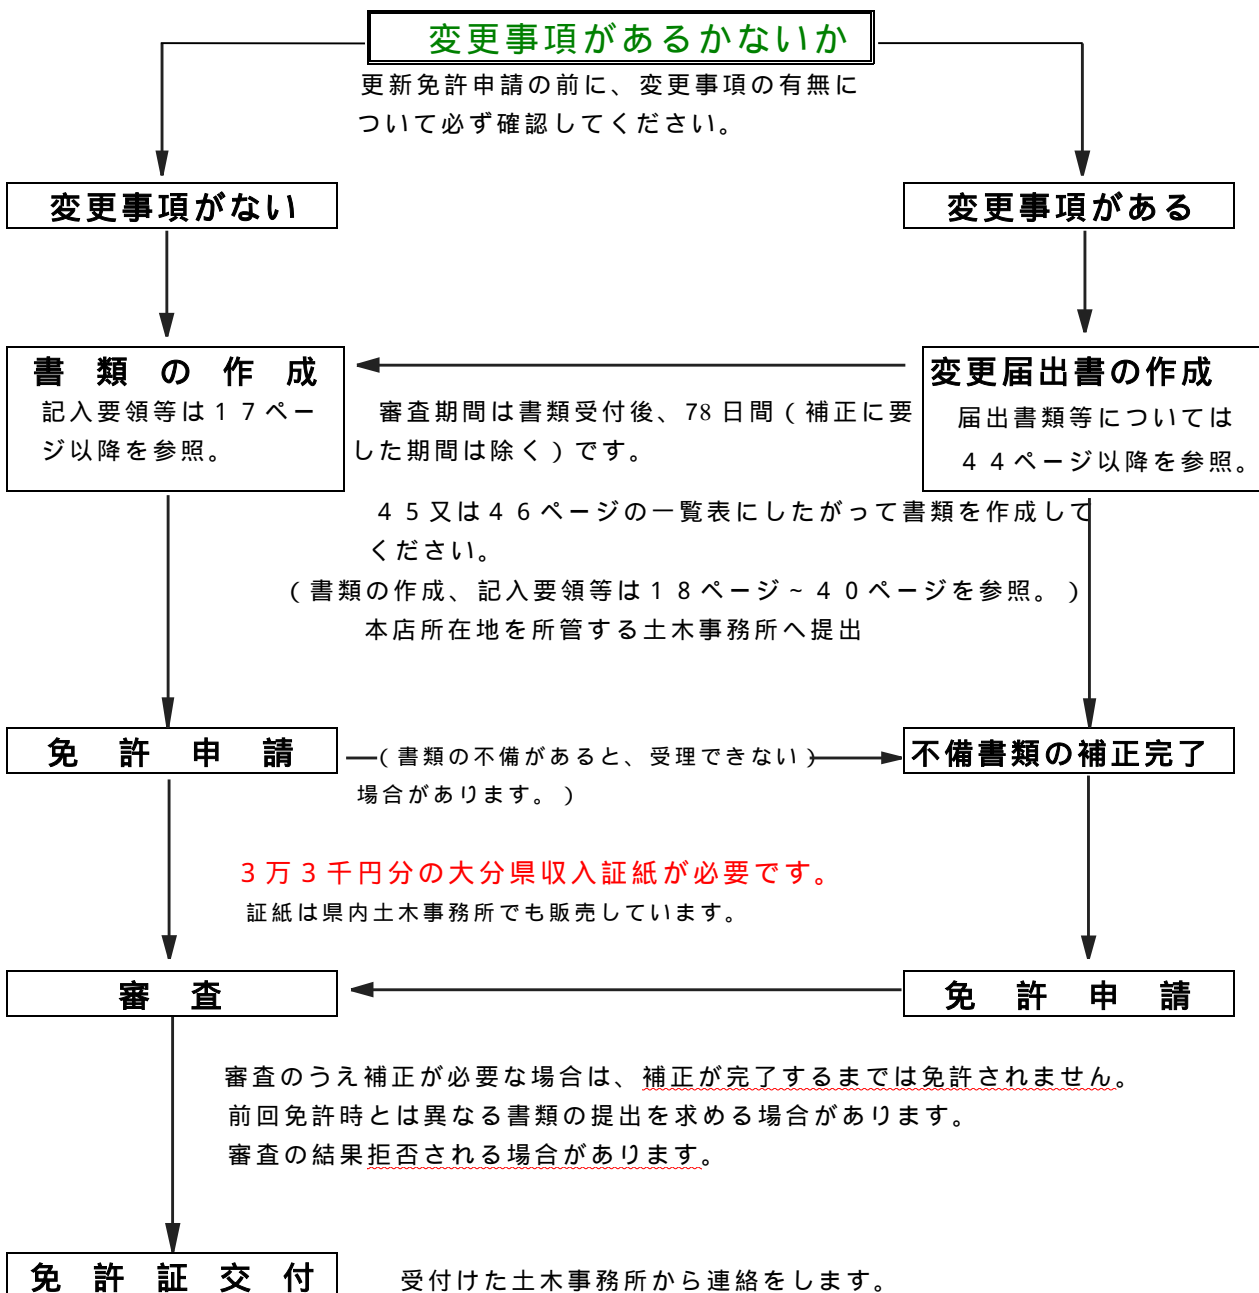 変更事項があるかないか
更新免許申請の前に、変更事項の有無に
ついて必ず確認してください。
変更事項がない
変更事項がある
書類の作成
記入要領等は１７ペー
ジ以降を参照。
変更届出書の作成
届出書類等については
４４ページ以降を参照。
審査期間は書類受付後、78日間（補正に要
した期間は除く）です。
４５又は４６ページの一覧表にしたがって書類を作成して
ください。
（書類の作成、記入要領等は１８ページ~４０ページを参照。）
本店所在地を所管する土木事務所へ提出
免許申請
（書類の不備があると、受理できない）
場合があります。）
不備書類の補正完了
３万３千円分の大分県収入証紙が必要です。
証紙は県内土木事務所でも販売しています。
審査
免許申請
審査のうえ補正が必要な場合は、補正が完了するまでは免許されません。
前回免許時とは異なる書類の提出を求める場合があります。
審査の結果拒否される場合があります。
免許証交付
受付けた土木事務所から連絡をします。